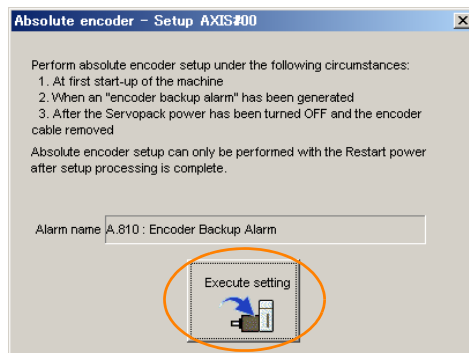 Absolute encoder - Setup AXIS#00
Perform absolute encoder setup under the following circumstances:
1. At first start-up of the machine
2. When an "encoder backup alarm" has been generated
3. After the Servopack power has been turned OFF and the encoder
cable removed
Absolute encoder setup can only be performed with the Restart power
after setup processing is complete.
Alarm name A.810 : Encoder Backup Alarm
Execute setting